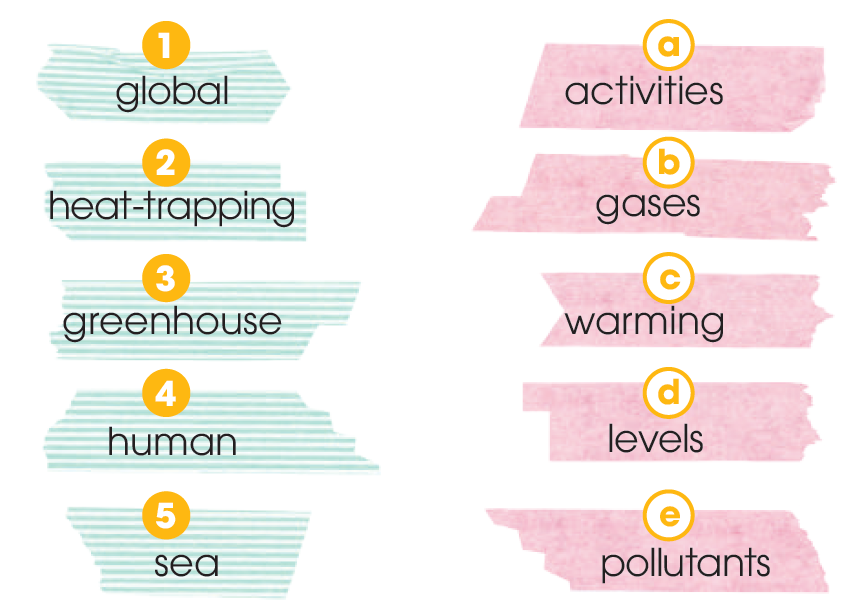 1
global
a
activities
2
heat-trapping
b
gases
3
greenhouse
c
warming
4
human
d
levels
5
sea
e
pollutants